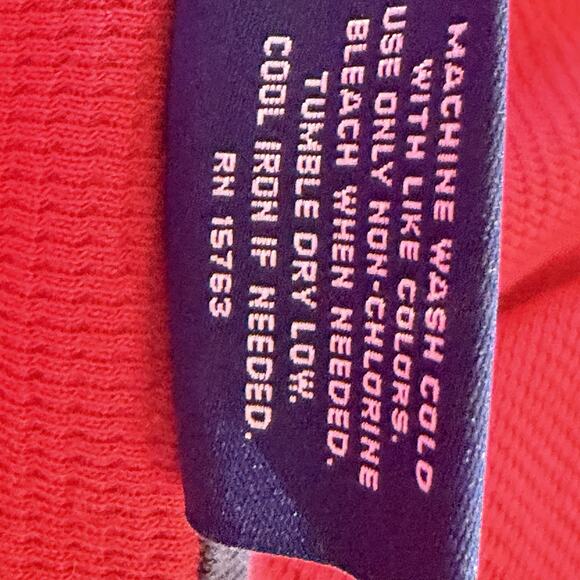 MACHINE WASH COLD
WITH LIKE COLORS.
USE ONLY NON-CHLORINE
BLEACH WHEN NEEDED.
TUMBLE DRY LOW.
COOL IRON IF NEEDED.
RN 15763